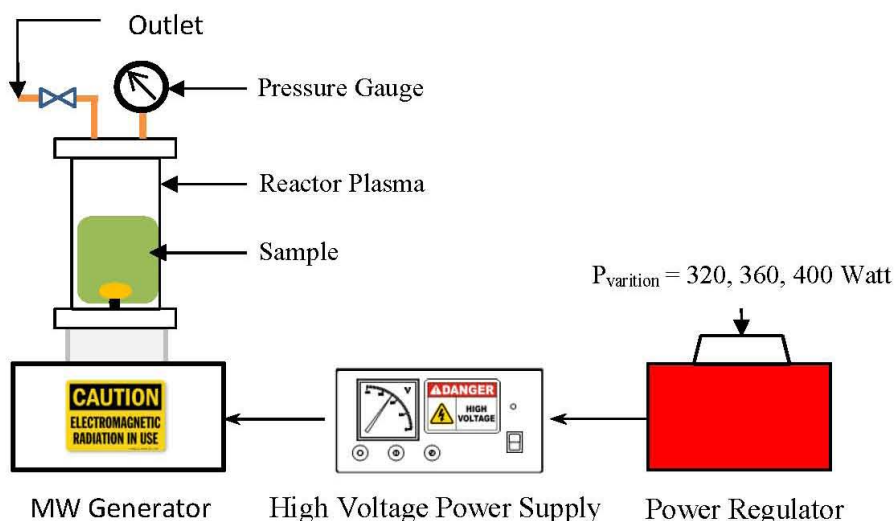 Outlet
Pressure Gauge
Reactor Plasma
Sample
P_varition = 320, 360, 400 Watt
CAUTION
ELECTROMAGNETIC
RADIATION IN USE
V
DANGER
HIGH
VOLTAGE
MW Generator
High Voltage Power Supply
Power Regulator